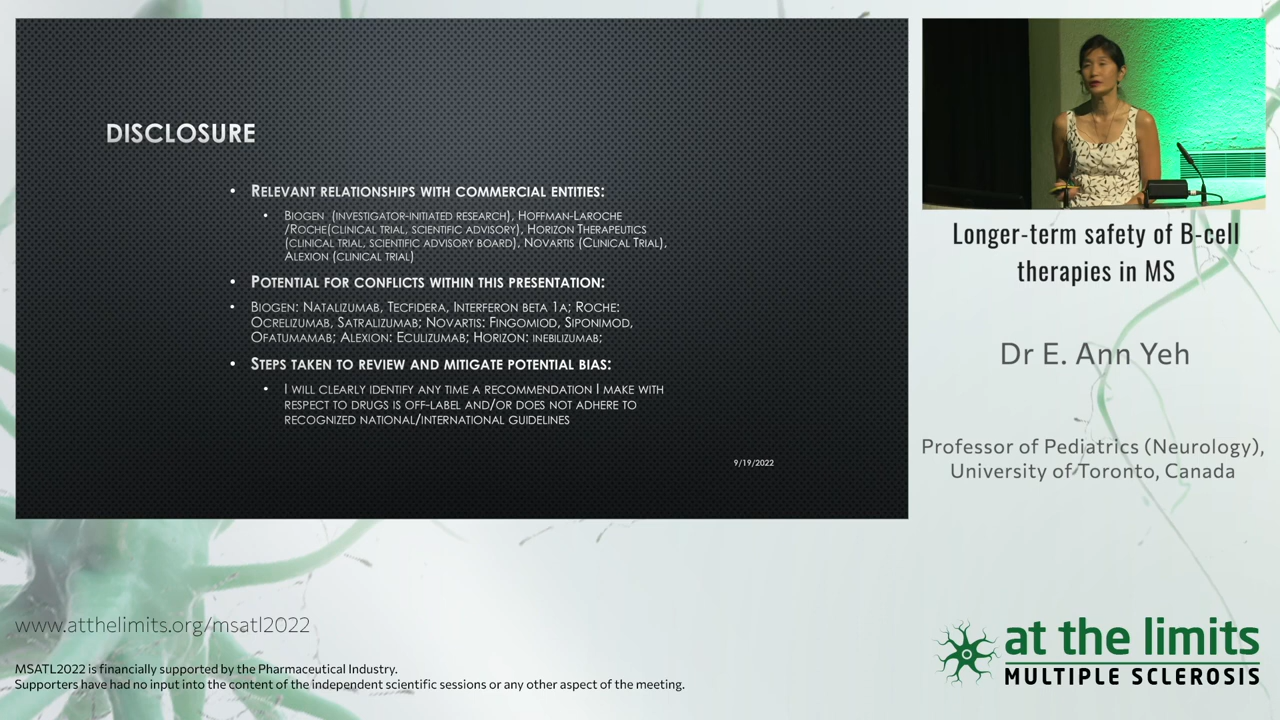 DISCLOSURE
• RELEVANT RELATIONSHIPS WITH COMMERCIAL ENTITIES:
• BIOGEN (INVESTIGATOR-INITIATED RESEARCH), HOFFMAN-LAROCHE
/ROCHE(CLINICAL TRIAL, SCIENTIFIC ADVISORY), HORIZON THERAPEUTICS
(CLINICAL TRIAL, SCIENTIFIC ADVISORY BOARD), NOVARTIS (CLINICAL TRIAL),
ALEXION (CLINICAL TRIAL)
• POTENTIAL FOR CONFLICTS WITHIN THIS PRESENTATION:
• BIOGEN: NATALIZUMAB, TECFIDERA, INTERFERON BETA 1A; ROCHE:
OCRELIZUMAB, SATRALIZUMAB; NOVARTIS: FINGOMIOD, SIPONIMOD,
OFATUMAMAB; ALEXION: ECULIZUMAB; HORIZON: INEBILIZUMAB;
• STEPS TAKEN TO REVIEW AND MITIGATE POTENTIAL BIAS:
• I WILL CLEARLY IDENTIFY ANY TIME A RECOMMENDATION I MAKE WITH
RESPECT TO DRUGS IS OFF-LABEL AND/OR DOES NOT ADHERE TO
RECOGNIZED NATIONAL/INTERNATIONAL GUIDELINES
9/19/2022
Longer-term safety of B-cell
therapies in MS
Dr E. Ann Yeh
Professor of Pediatrics (Neurology),
University of Toronto, Canada
www.atthelimits.org/msatl2022
MSATL2022 is financially supported by the Pharmaceutical Industry.
Supporters have had no input into the content of the independent scientific sessions or any other aspect of the meeting.
at the limits
MULTIPLE SCLEROSIS